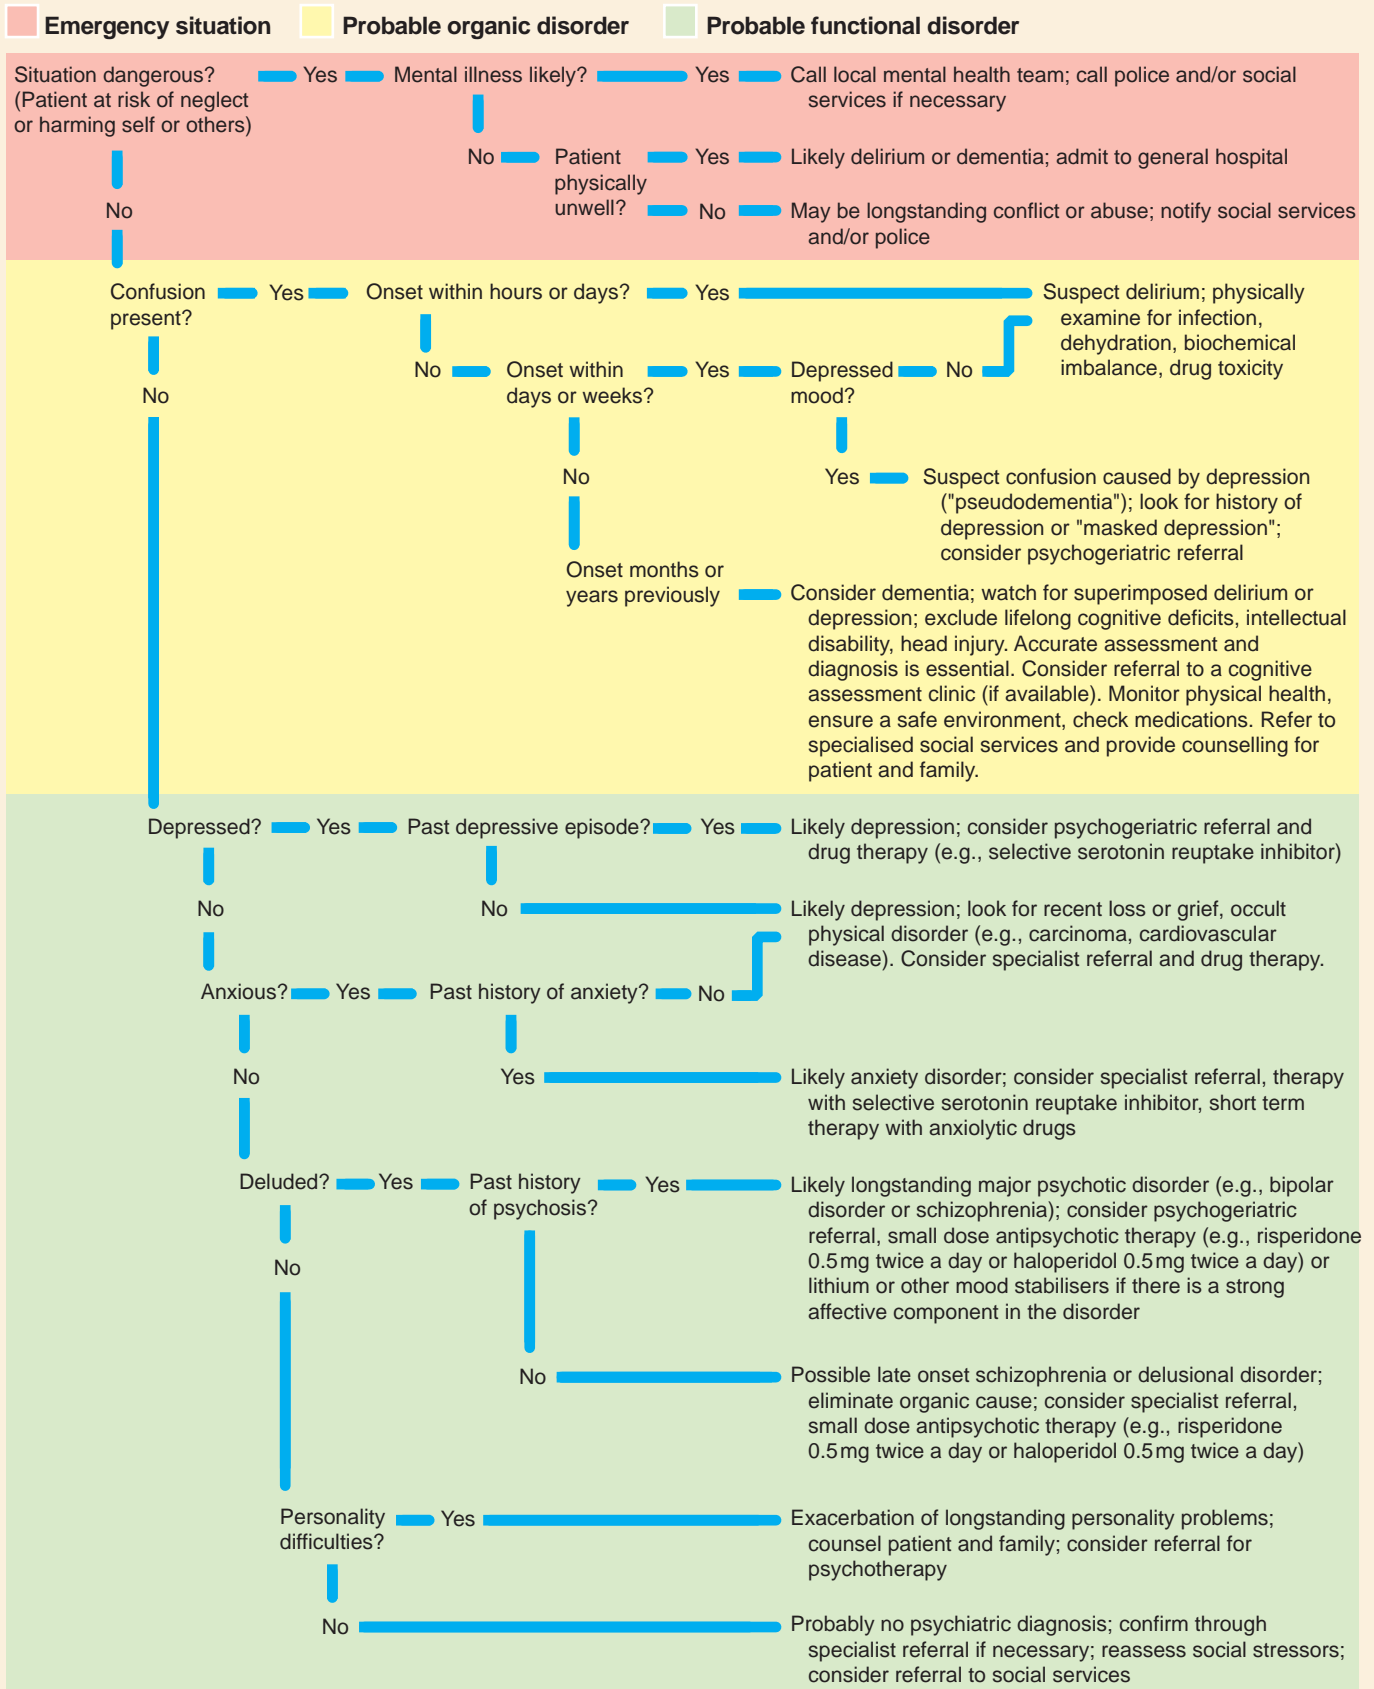 Emergency situation
Probable organic disorder
Probable functional disorder
Situation dangerous?
(Patient at risk of neglect
or harming self or others)
Yes
Mental illness likely?
Yes
Call local mental health team; call police and/or social
services if necessary
No
Patient
physically
unwell?
Yes
Likely delirium or dementia; admit to general hospital
No
May be longstanding conflict or abuse; notify social services
and/or police
No
Confusion
present?
Yes
Onset within hours or days?
Yes
Suspect delirium; physically
examine for infection,
dehydration, biochemical
imbalance, drug toxicity
No
Onset within
days or weeks?
Yes
Depressed
mood?
No
No
No
Yes
Suspect confusion caused by depression
("pseudodementia"); look for history of
depression or "masked depression";
consider psychogeriatric referral
Onset months or
years previously
Consider dementia; watch for superimposed delirium or
depression; exclude lifelong cognitive deficits, intellectual
disability, head injury. Accurate assessment and
diagnosis is essential. Consider referral to a cognitive
assessment clinic (if available). Monitor physical health,
ensure a safe environment, check medications. Refer to
specialised social services and provide counselling for
patient and family.
Depressed?
Yes
Past depressive episode?
Yes
Likely depression; consider psychogeriatric referral and
drug therapy (e.g., selective serotonin reuptake inhibitor)
No
No
Likely depression; look for recent loss or grief, occult
physical disorder (e.g., carcinoma, cardiovascular
disease). Consider specialist referral and drug therapy.
Anxious?
Yes
Past history of anxiety?
No
No
Yes
Likely anxiety disorder; consider specialist referral, therapy
with selective serotonin reuptake inhibitor, short term
therapy with anxiolytic drugs
Deluded?
Yes
Past history
of psychosis?
Yes
Likely longstanding major psychotic disorder (e.g., bipolar
disorder or schizophrenia); consider psychogeriatric
referral, small dose antipsychotic therapy (e.g., risperidone
0.5 mg twice a day or haloperidol 0.5 mg twice a day) or
lithium or other mood stabilisers if there is a strong
affective component in the disorder
No
No
Possible late onset schizophrenia or delusional disorder;
eliminate organic cause; consider specialist referral,
small dose antipsychotic therapy (e.g., risperidone
0.5 mg twice a day or haloperidol 0.5 mg twice a day)
Personality
difficulties?
Yes
Exacerbation of longstanding personality problems;
counsel patient and family; consider referral for
psychotherapy
No
Probably no psychiatric diagnosis; confirm through
specialist referral if necessary; reassess social stressors;
consider referral to social services